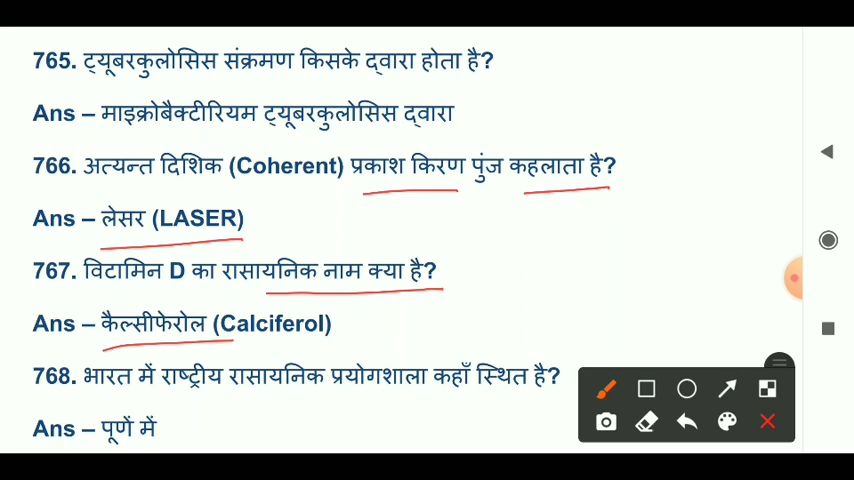 765. ट्यूबरकुलोसिस संक्रमण किसके द्वारा होता है?
Ans – माइक्रोबैक्टीरियम ट्यूबरकुलोसिस द्वारा
766. अत्यन्त दिशिक (Coherent) प्रकाश किरण पुंज कहलाता है?
Ans – लेसर (LASER)
767. विटामिन D का रासायनिक नाम क्या है?
Ans – कैल्सीफेरोल (Calciferol)
768. भारत में राष्ट्रीय रासायनिक प्रयोगशाला कहाँ स्थित है?
Ans – पूणें में